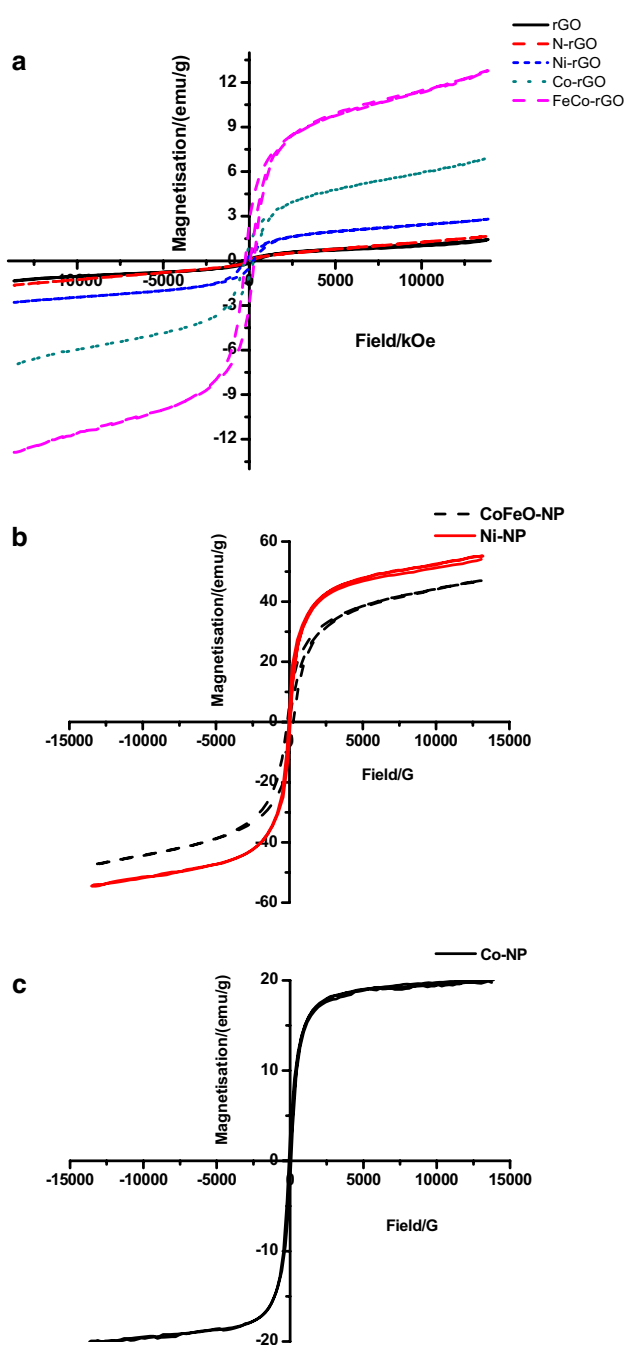 rGO
N-rGO
Ni-rGO
Co-rGO
FeCo-rGO
a
Magnetisation/(emu/g)
12
9
6
3
0
-10000 -5000 0 5000 10000
-3
-6
-9
-12
Field/kOe
b
CoFeO-NP
Ni-NP
Magnetisation/(emu/g)
60
40
20
0
-15000 -10000 -5000 0 5000 10000 15000
Field/G
-20
-40
-60
c
Co-NP
Magnetisation/(emu/g)
20
10
0
-15000 -10000 -5000 0 5000 10000 15000
Field/G
-10
-20